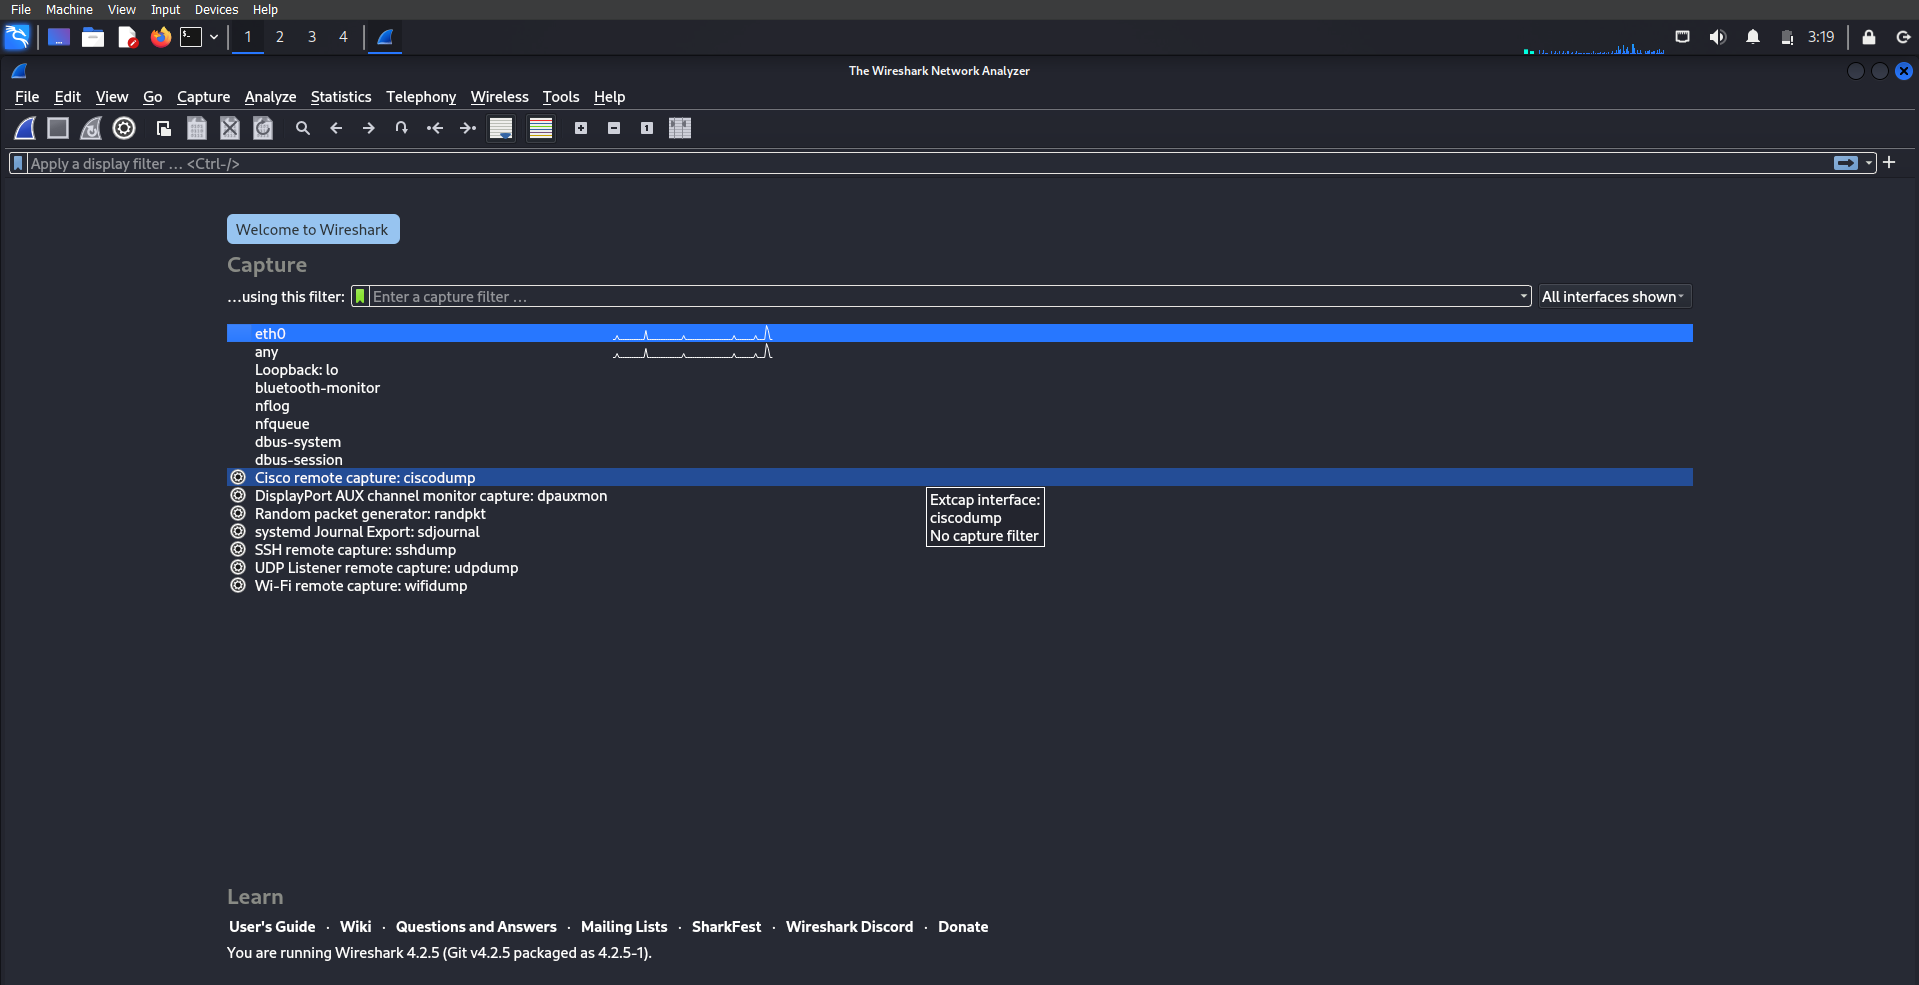 File Machine View Input Devices Help
1 2 3 4 3:19
The Wireshark Network Analyzer
File Edit View Go Capture Analyze Statistics Telephony Wireless Tools Help
Apply a display filter … <Ctrl-/>
Welcome to Wireshark
Capture
…using this filter: Enter a capture filter … All interfaces shown
eth0
any
Loopback: lo
bluetooth-monitor
nflog
nfqueue
dbus-system
dbus-session
Cisco remote capture: ciscodump
DisplayPort AUX channel monitor capture: dpauxmon
Random packet generator: randpkt
systemd Journal Export: sdjournal
SSH remote capture: sshdump
UDP Listener remote capture: udpdump
Wi-Fi remote capture: wifidump
Extcap interface:
ciscodump
No capture filter
Learn
User's Guide · Wiki · Questions and Answers · Mailing Lists · SharkFest · Wireshark Discord · Donate
You are running Wireshark 4.2.5 (Git v4.2.5 packaged as 4.2.5-1).